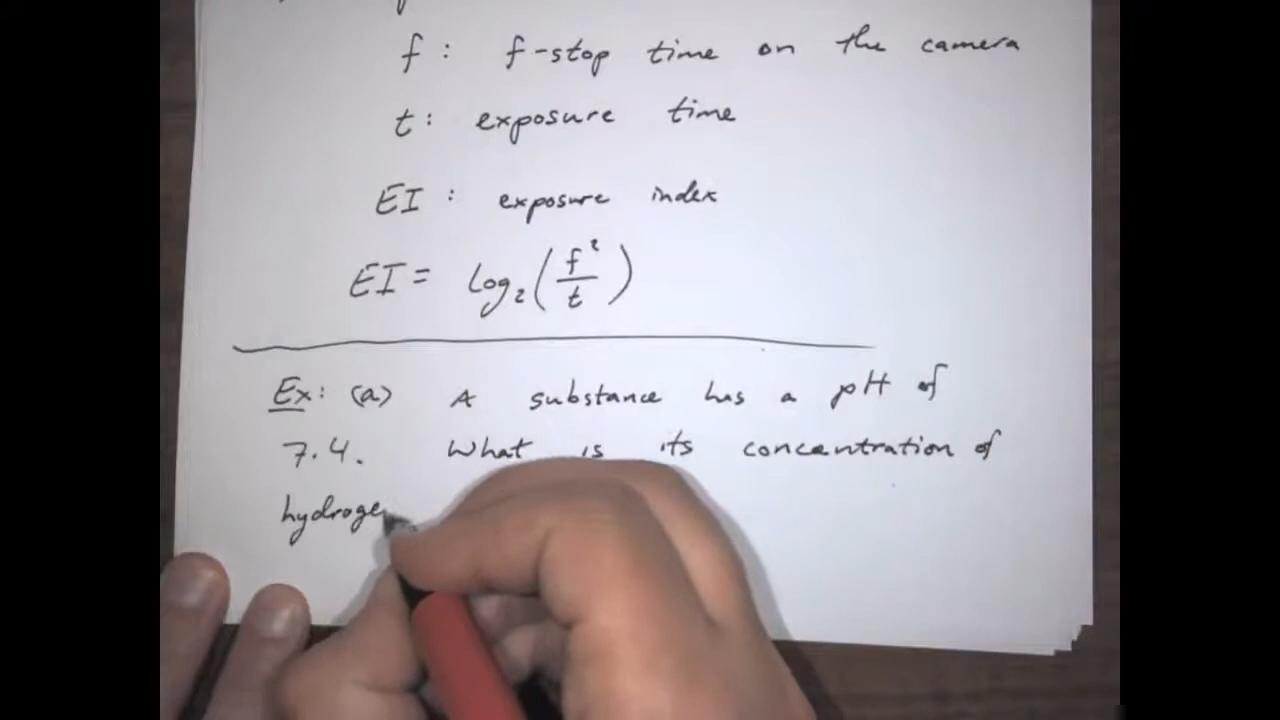 f: f-stop time on the camera
t: exposure time
EI: exposure index
EI = log₂(f²/t)
Ex: (a) A substance has a pH of
7.4. What is its concentration of
hydroge